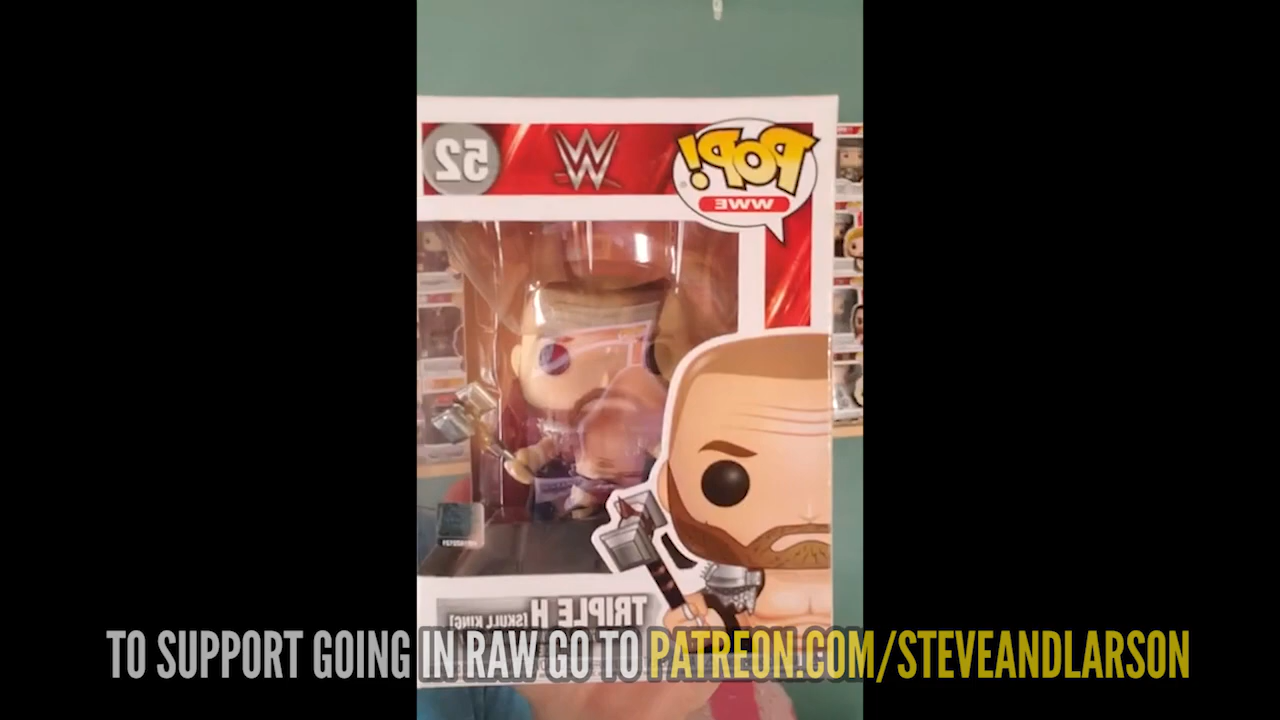 52
W
POP!
WWE
TRIPLE H [SKULL KING]
TO SUPPORT GOING IN RAW GO TO PATREON.COM/STEVEANDLARSON